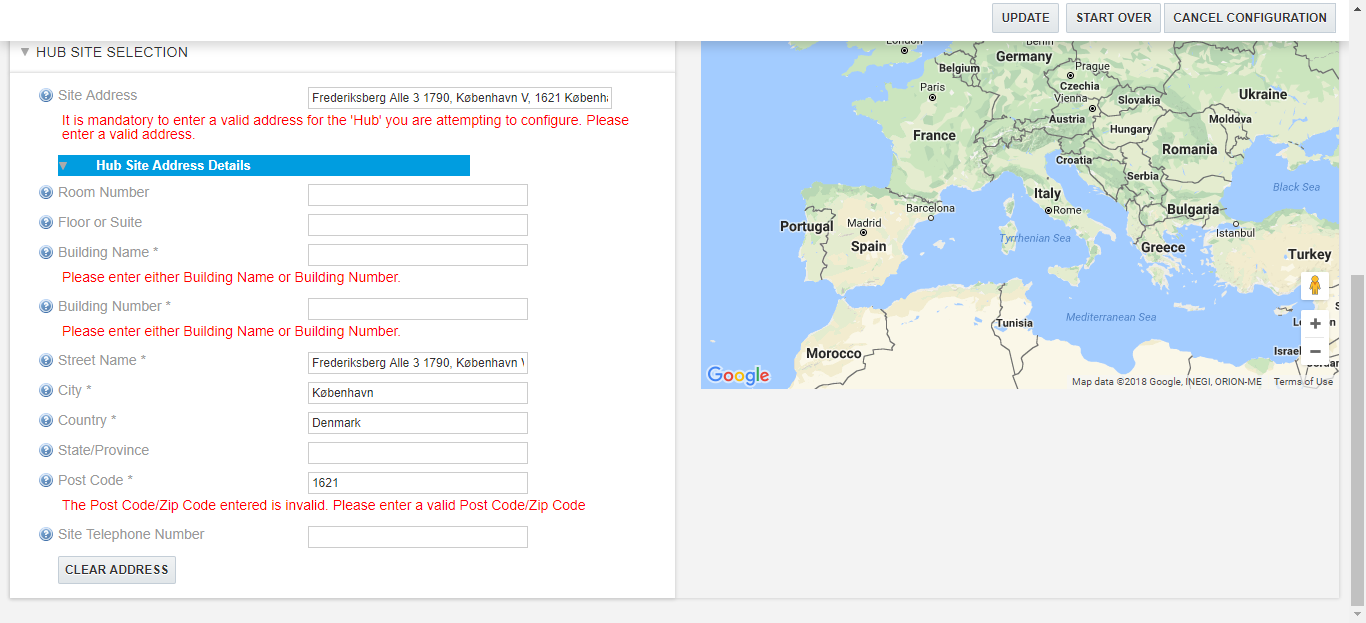 UPDATE START OVER CANCEL CONFIGURATION
HUB SITE SELECTION
Site Address
Frederiksberg Alle 3 1790, København V, 1621 Københ
It is mandatory to enter a valid address for the 'Hub' you are attempting to configure. Please
enter a valid address.
Hub Site Address Details
Room Number
Floor or Suite
Building Name *
Please enter either Building Name or Building Number.
Building Number *
Please enter either Building Name or Building Number.
Street Name *
Frederiksberg Alle 3 1790, København V
City *
København
Country *
Denmark
State/Province
Post Code *
1621
The Post Code/Zip Code entered is invalid. Please enter a valid Post Code/Zip Code
Site Telephone Number
CLEAR ADDRESS
London
Berlin
Germany
Belgium
Prague
Paris
Czechia
Vienna
Slovakia
Ukraine
Austria
Moldova
France
Hungary
Romania
Croatia
Serbia
Black Sea
Italy
Barcelona
Rome
Bulgaria
Portugal
Madrid
Istanbul
Spain
Tyrrhenian Sea
Greece
Turkey
Mediterranean Sea
Tunisia
Morocco
Israel
Google
Map data ©2018 Google, INEGI, ORION-ME Terms of Use